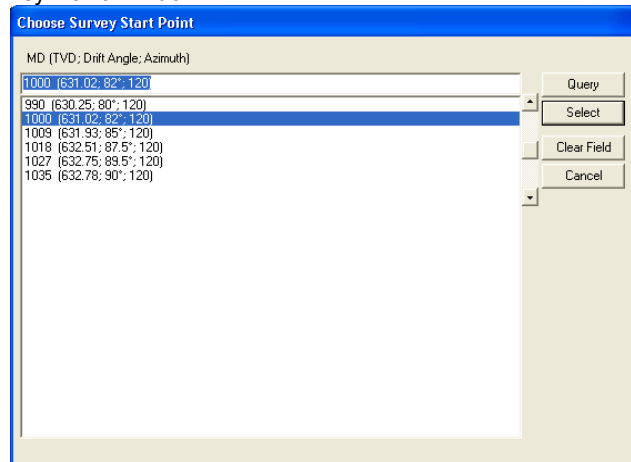 Choose Survey Start Point
MD (TVD; Drift Angle; Azimuth)
1000 (631.02; 82°; 120)
Query
990 (630.25; 80°; 120)
1000 (631.02; 82°; 120)
1009 (631.93; 85°; 120)
1018 (632.51; 87.5°; 120)
1027 (632.75; 89.5°; 120)
1035 (632.78; 90°; 120)
Select
Clear Field
Cancel